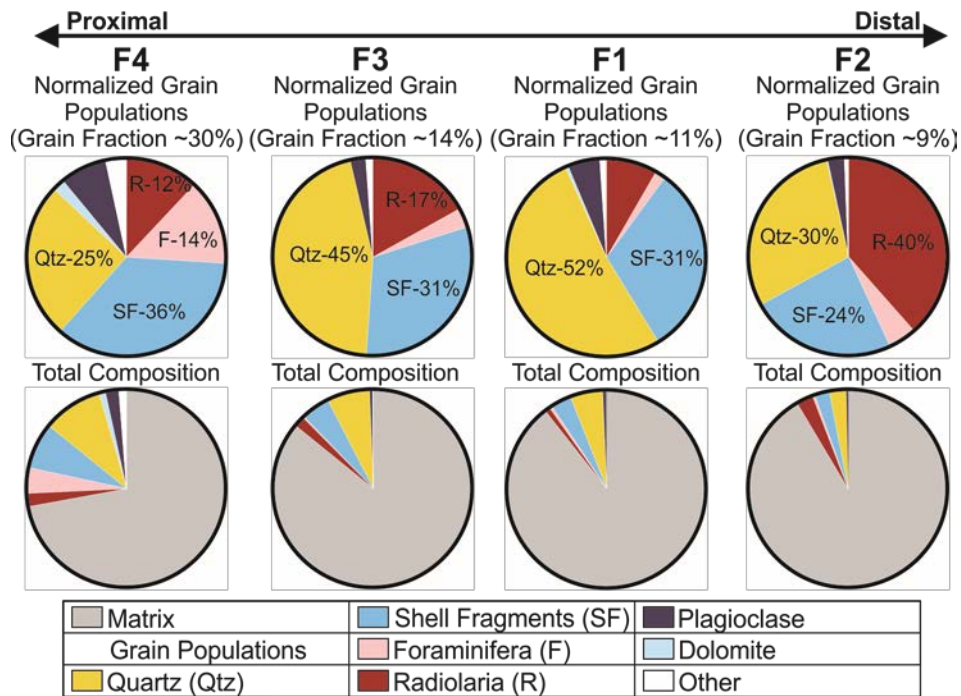 Proximal Distal
F4 F3 F1 F2
Normalized Grain Normalized Grain Normalized Grain Normalized Grain
Populations Populations Populations Populations
(Grain Fraction ~30%) (Grain Fraction ~14%) (Grain Fraction ~11%) (Grain Fraction ~9%)
R-12%
F-14%
Qtz-25%
SF-36%
R-17%
Qtz-45%
SF-31%
Qtz-52%
SF-31%
Qtz-30%
R-40%
SF-24%
Total Composition Total Composition Total Composition Total Composition
Matrix Shell Fragments (SF) Plagioclase
Grain Populations Foraminifera (F) Dolomite
Quartz (Qtz) Radiolaria (R) Other